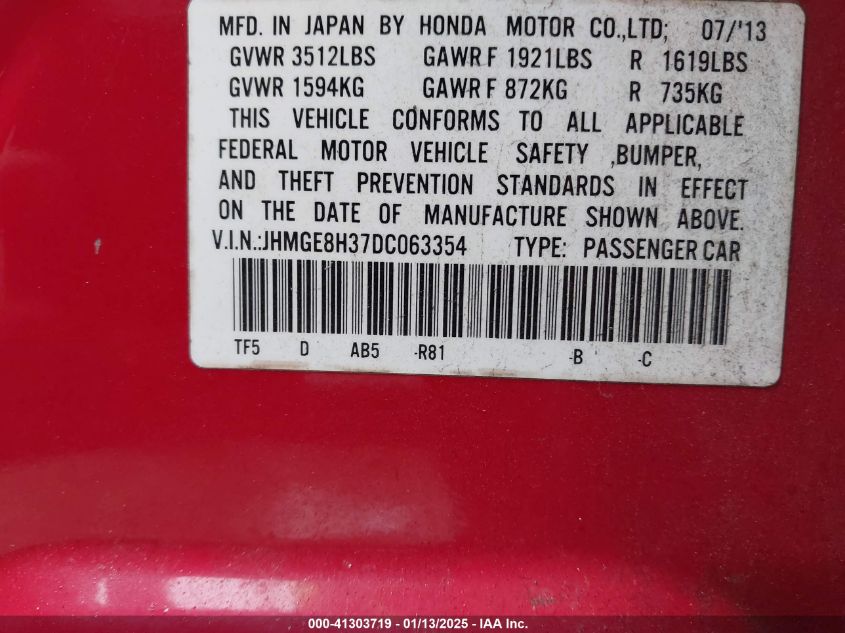 MFD. IN JAPAN BY HONDA MOTOR CO.,LTD; 07/'13
GVWR 3512LBS GAWR F 1921LBS R 1619LBS
GVWR 1594KG GAWR F 872KG R 735KG
THIS VEHICLE CONFORMS TO ALL APPLICABLE
FEDERAL MOTOR VEHICLE SAFETY ,BUMPER,
AND THEFT PREVENTION STANDARDS IN EFFECT
ON THE DATE OF MANUFACTURE SHOWN ABOVE.
V.I.N.:JHMGE8H37DC063354 TYPE: PASSENGER CAR
TF5 D AB5 -R81 -B -C
000-41303719 - 01/13/2025 - IAA Inc.